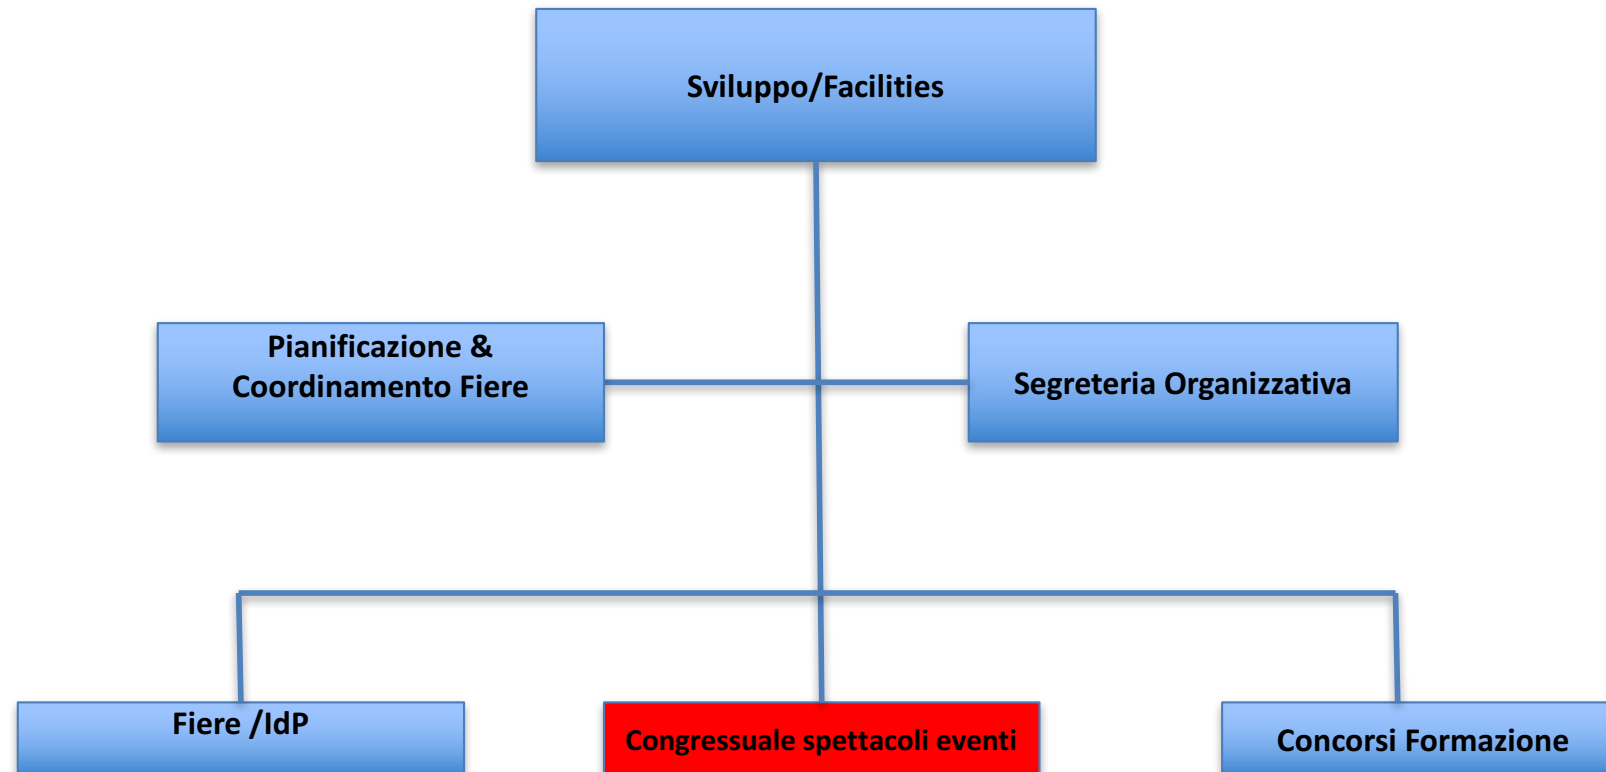 Sviluppo/Facilities
Pianificazione &
Coordinamento Fiere
Segreteria Organizzativa
Fiere /IdP
Congressuale spettacoli eventi
Concorsi Formazione